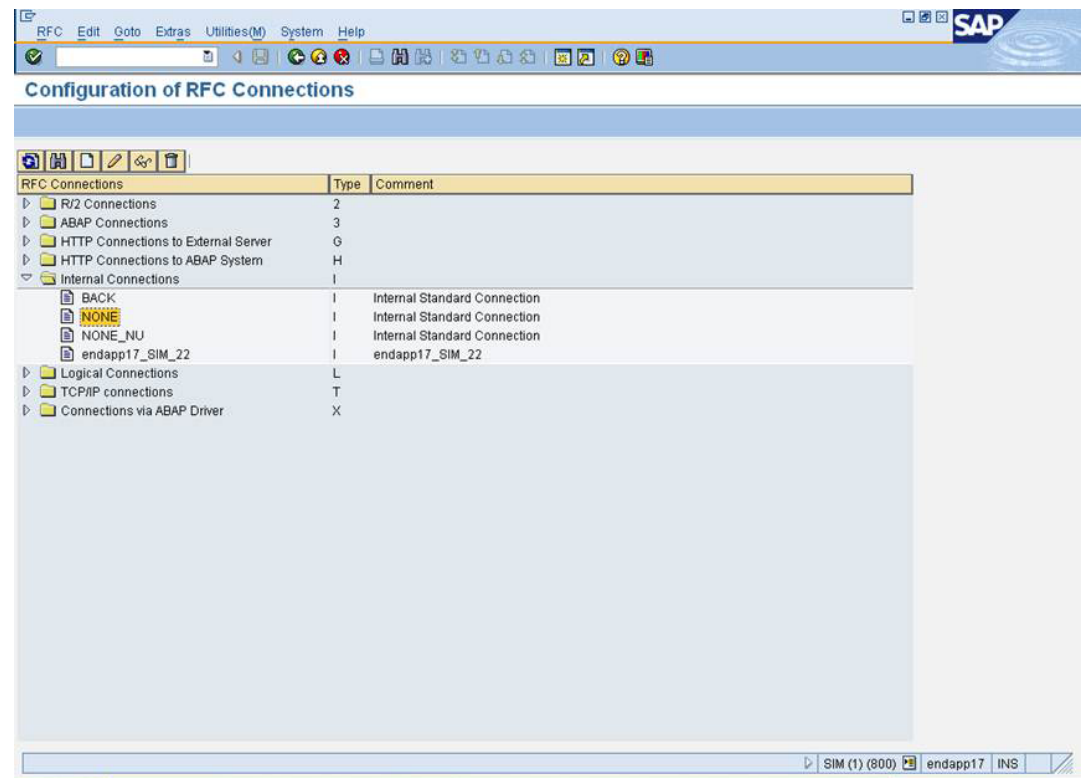 RFC Edit Goto Extras Utilities(M) System Help
SAP
Configuration of RFC Connections
RFC Connections Type Comment
R/2 Connections 2
ABAP Connections 3
HTTP Connections to External Server G
HTTP Connections to ABAP System H
Internal Connections I
BACK I Internal Standard Connection
NONE I Internal Standard Connection
NONE_NU I Internal Standard Connection
endapp17_SIM_22 I endapp17_SIM_22
Logical Connections L
TCP/IP connections T
Connections via ABAP Driver X
SIM (1) (800) endapp17 INS